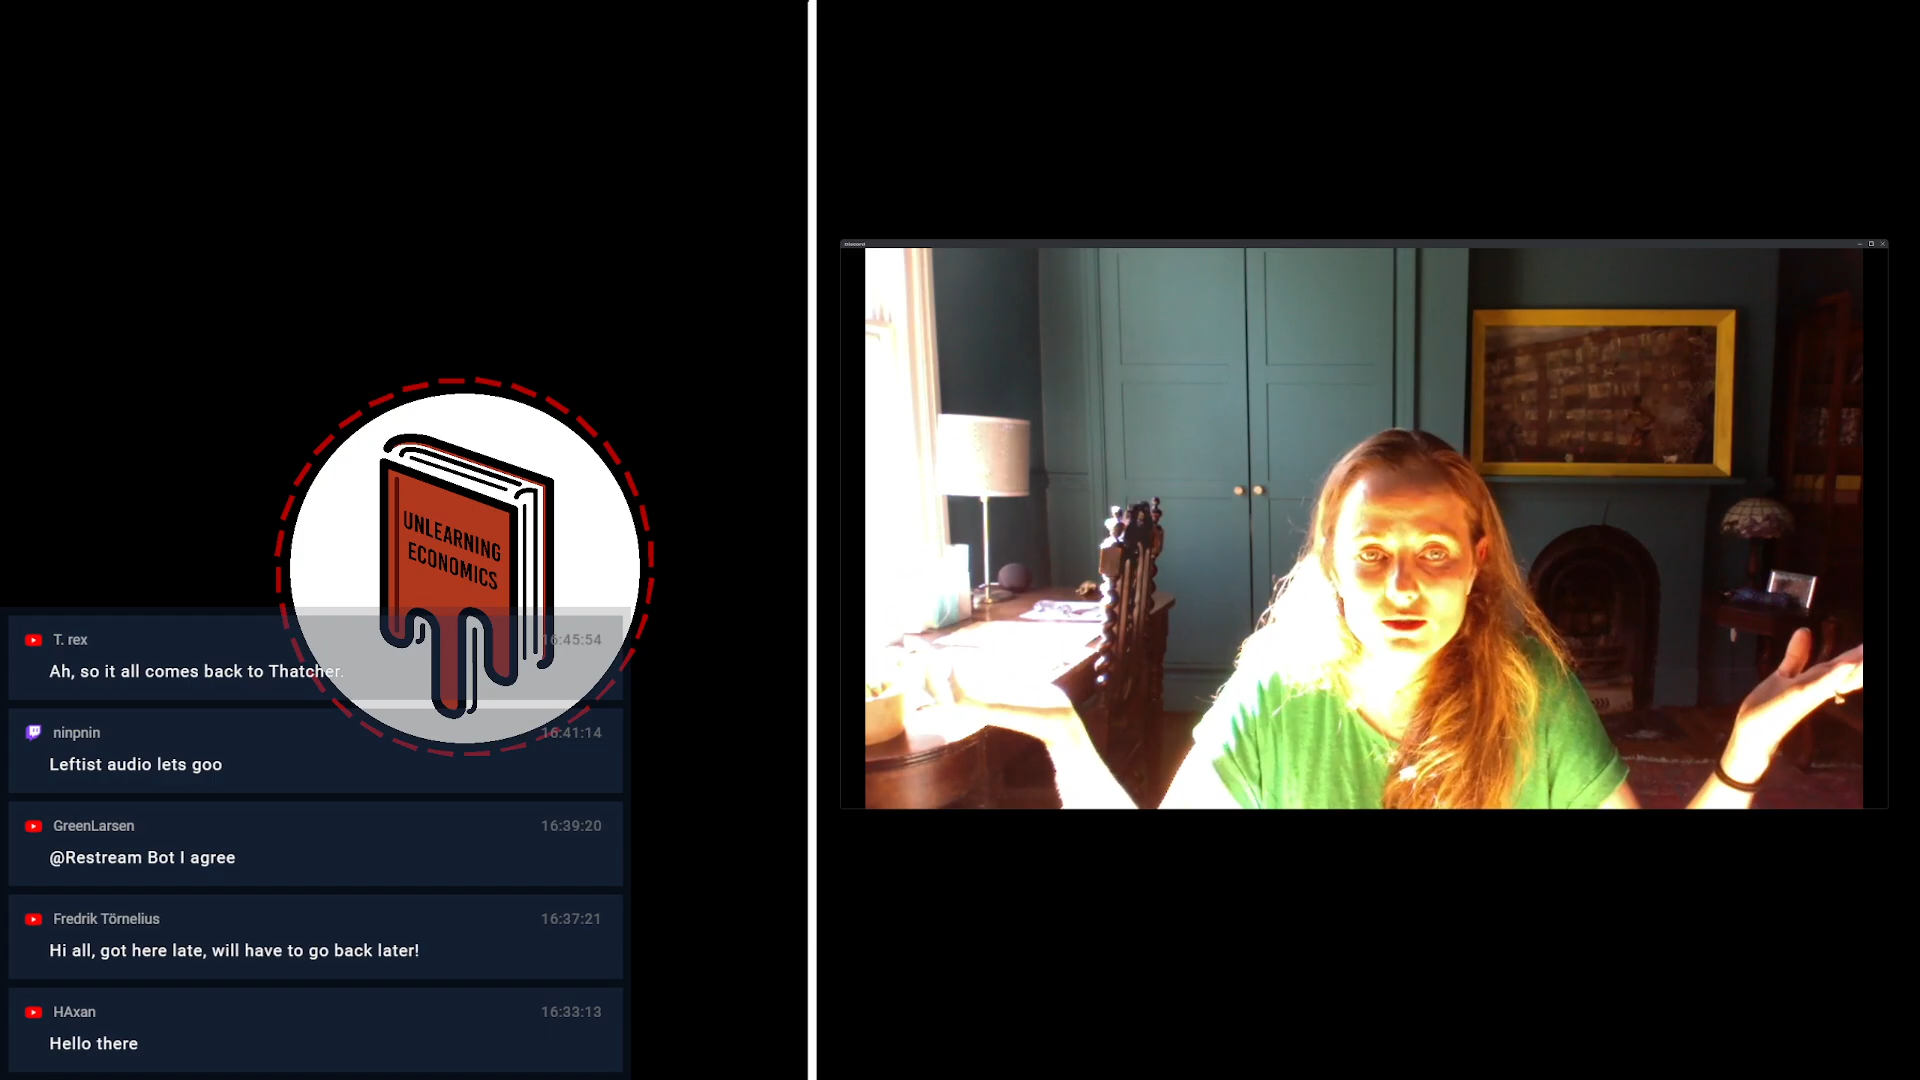 UNLEARNING
ECONOMICS
T. rex 16:45:54
Ah, so it all comes back to Thatcher.
ninpnin 16:41:14
Leftist audio lets goo
GreenLarsen 16:39:20
@Restream Bot I agree
Fredrik Törnelius 16:37:21
Hi all, got here late, will have to go back later!
HAxan 16:33:13
Hello there
Discord